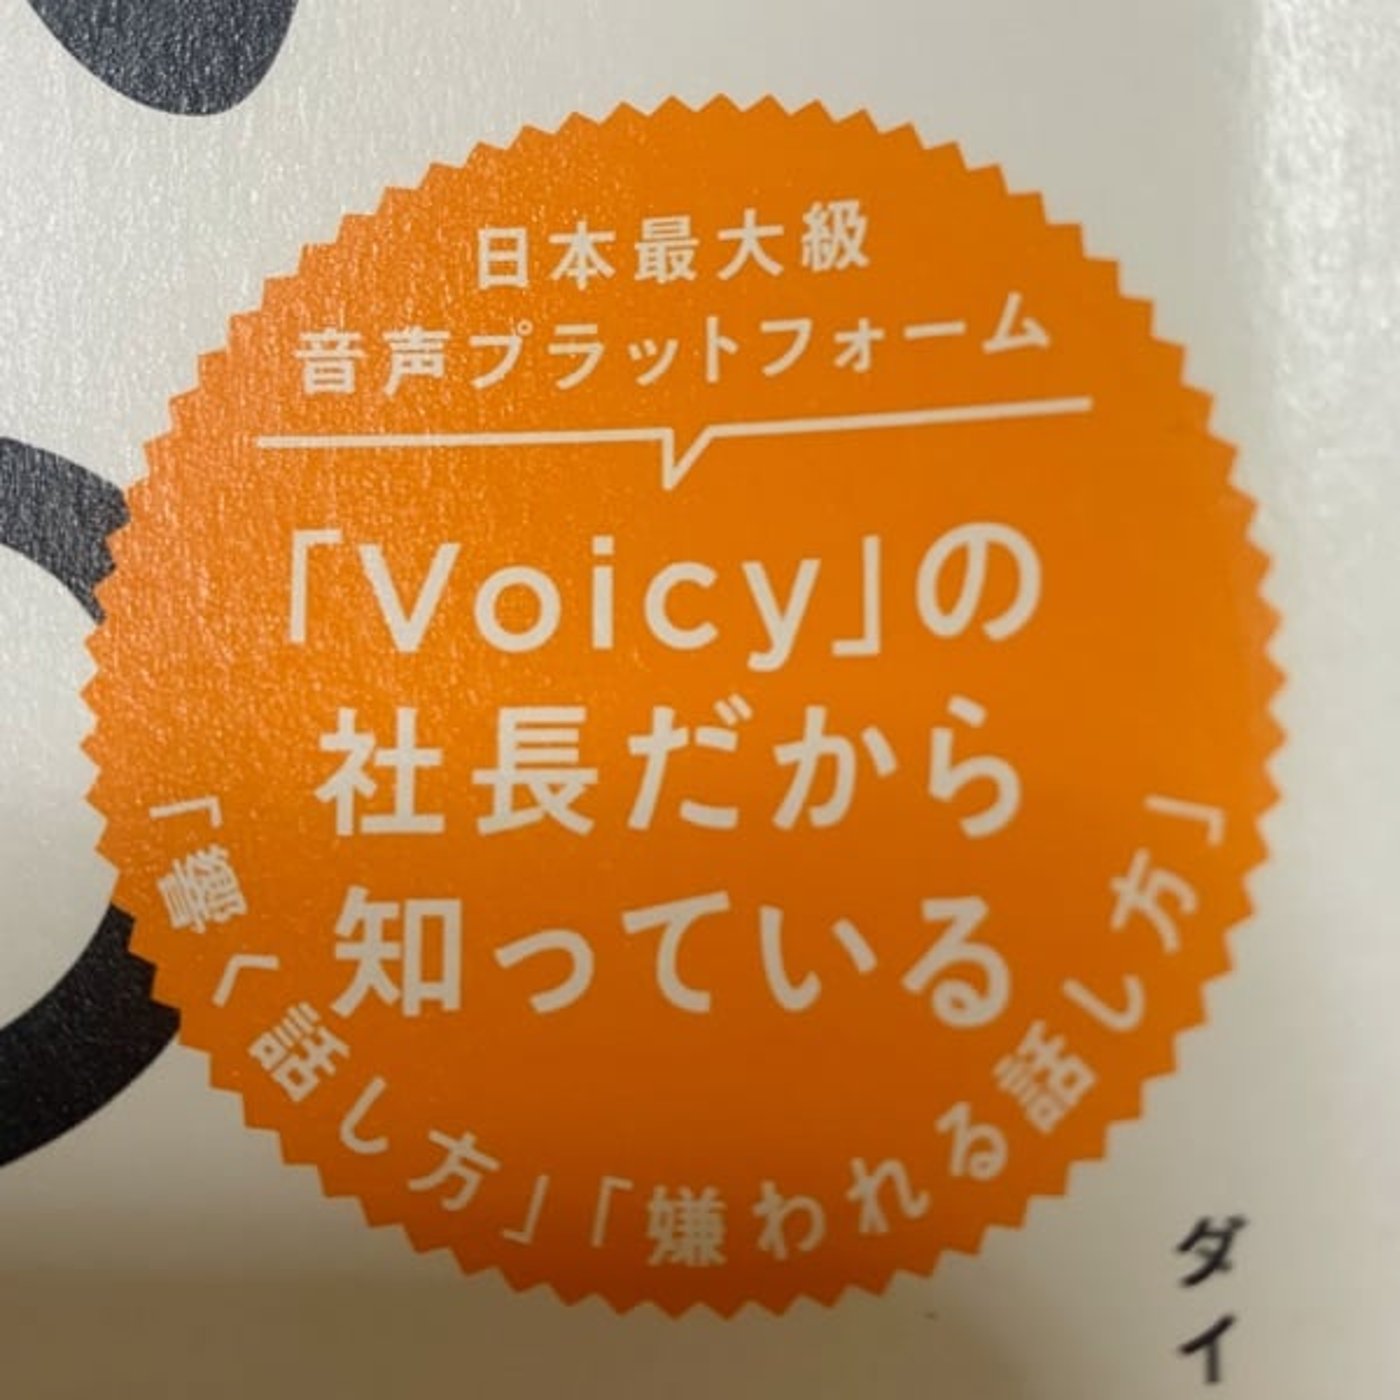 日本最大級
音声プラットフォーム
「Voicy」の
社長だから
知っている
「響く話し方」「嫌われる話し方」
ダイ